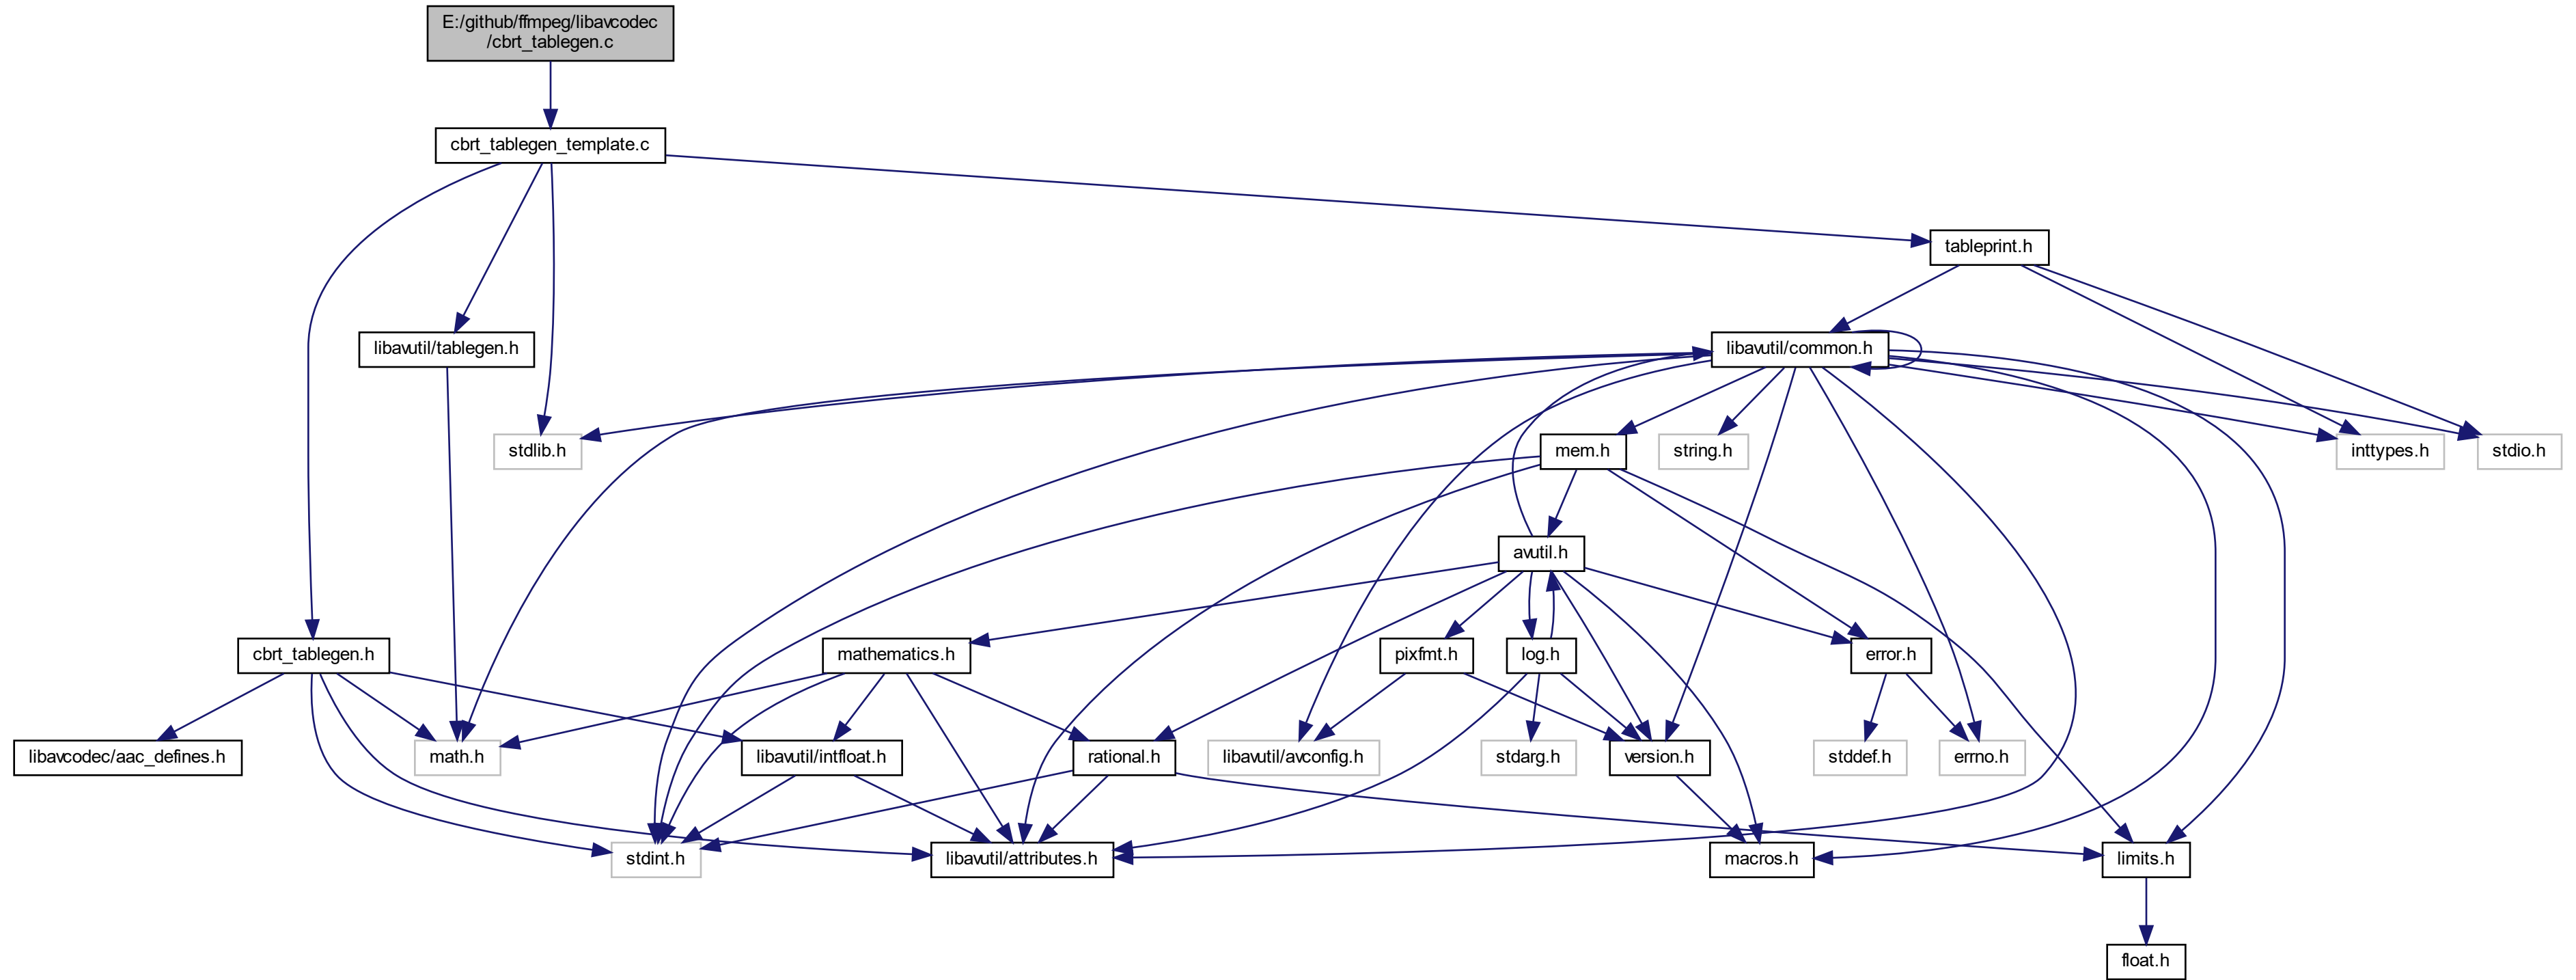 E:/github/ffmpeg/libavcodec
/cbrt_tablegen.c
cbrt_tablegen_template.c
tableprint.h
libavutil/tablegen.h
libavutil/common.h
stdlib.h
mem.h
string.h
inttypes.h
stdio.h
avutil.h
cbrt_tablegen.h
mathematics.h
pixfmt.h
log.h
error.h
libavcodec/aac_defines.h
math.h
libavutil/intfloat.h
rational.h
libavutil/avconfig.h
stdarg.h
version.h
stddef.h
errno.h
stdint.h
libavutil/attributes.h
macros.h
limits.h
float.h